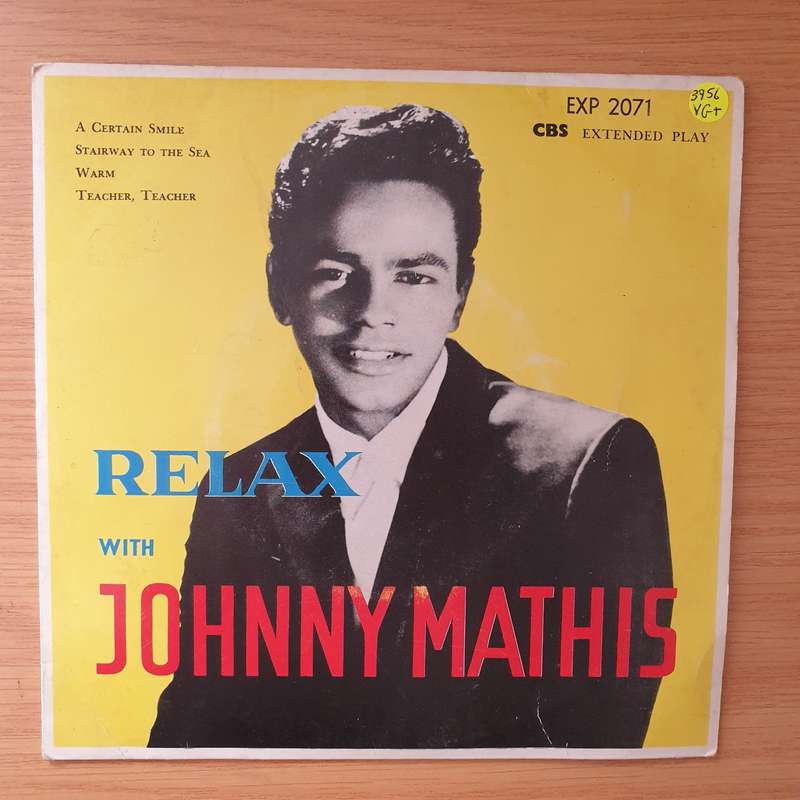 A Certain Smile
Stairway to the Sea
Warm
Teacher, Teacher
EXP 2071
CBS EXTENDED PLAY
3956
VG+
RELAX
WITH
JOHNNY MATHIS